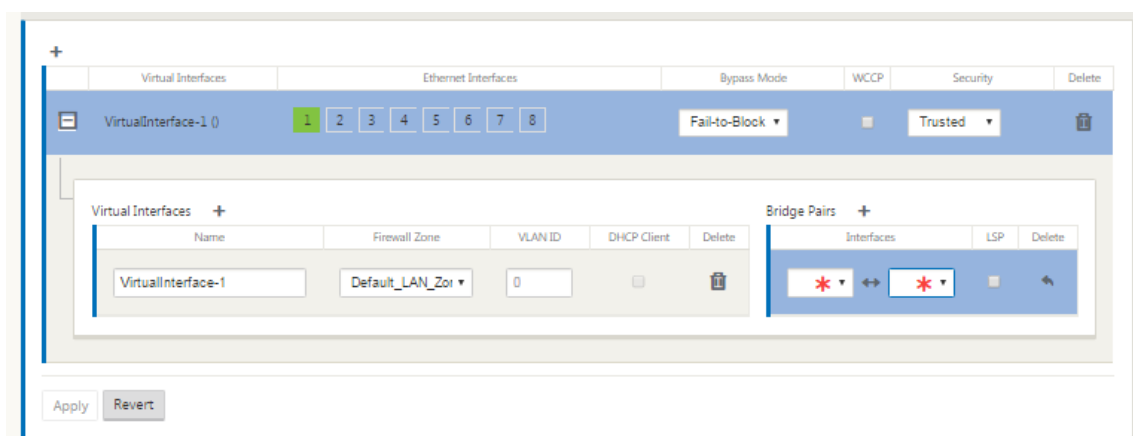 +
Virtual Interfaces Ethernet Interfaces Bypass Mode WCCP Security Delete
VirtualInterface-1 () 1 2 3 4 5 6 7 8 Fail-to-Block Trusted
Virtual Interfaces + Bridge Pairs +
Name Firewall Zone VLAN ID DHCP Client Delete Interfaces LSP Delete
VirtualInterface-1 Default_LAN_Zor 0
Apply Revert